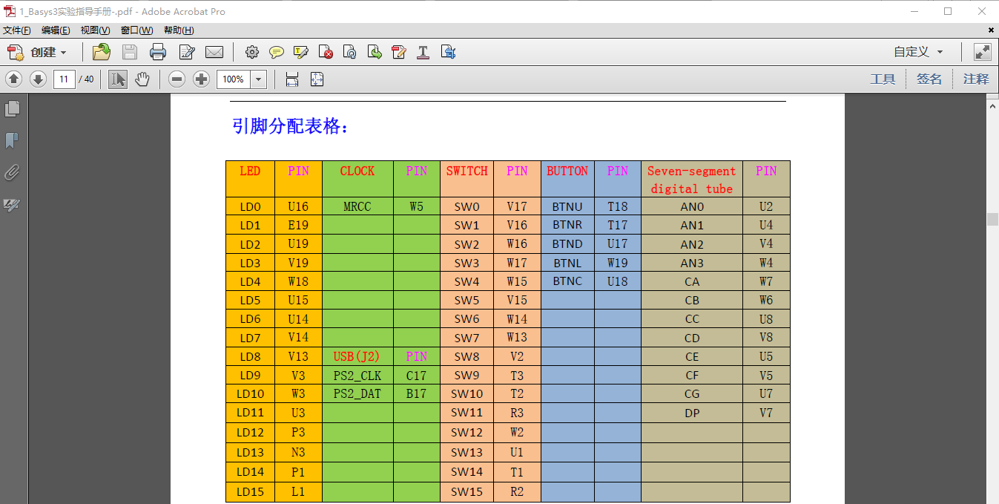 1_Basys3实验指导手册-.pdf - Adobe Acrobat Pro
文件(F) 编辑(E) 视图(V) 窗口(W) 帮助(H)
创建 自定义
11 / 40 100% 工具 签名 注释
引脚分配表格：
LED PIN CLOCK PIN SWITCH PIN BUTTON PIN Seven-segment digital tube PIN
LD0 U16 MRCC W5 SW0 V17 BTNU T18 AN0 U2
LD1 E19 SW1 V16 BTNR T17 AN1 U4
LD2 U19 SW2 W16 BTND U17 AN2 V4
LD3 V19 SW3 W17 BTNL W19 AN3 W4
LD4 W18 SW4 W15 BTNC U18 CA W7
LD5 U15 SW5 V15 CB W6
LD6 U14 SW6 W14 CC U8
LD7 V14 SW7 W13 CD V8
LD8 V13 USB(J2) PIN SW8 V2 CE U5
LD9 V3 PS2_CLK C17 SW9 T3 CF V5
LD10 W3 PS2_DAT B17 SW10 T2 CG U7
LD11 U3 SW11 R3 DP V7
LD12 P3 SW12 W2
LD13 N3 SW13 U1
LD14 P1 SW14 T1
LD15 L1 SW15 R2